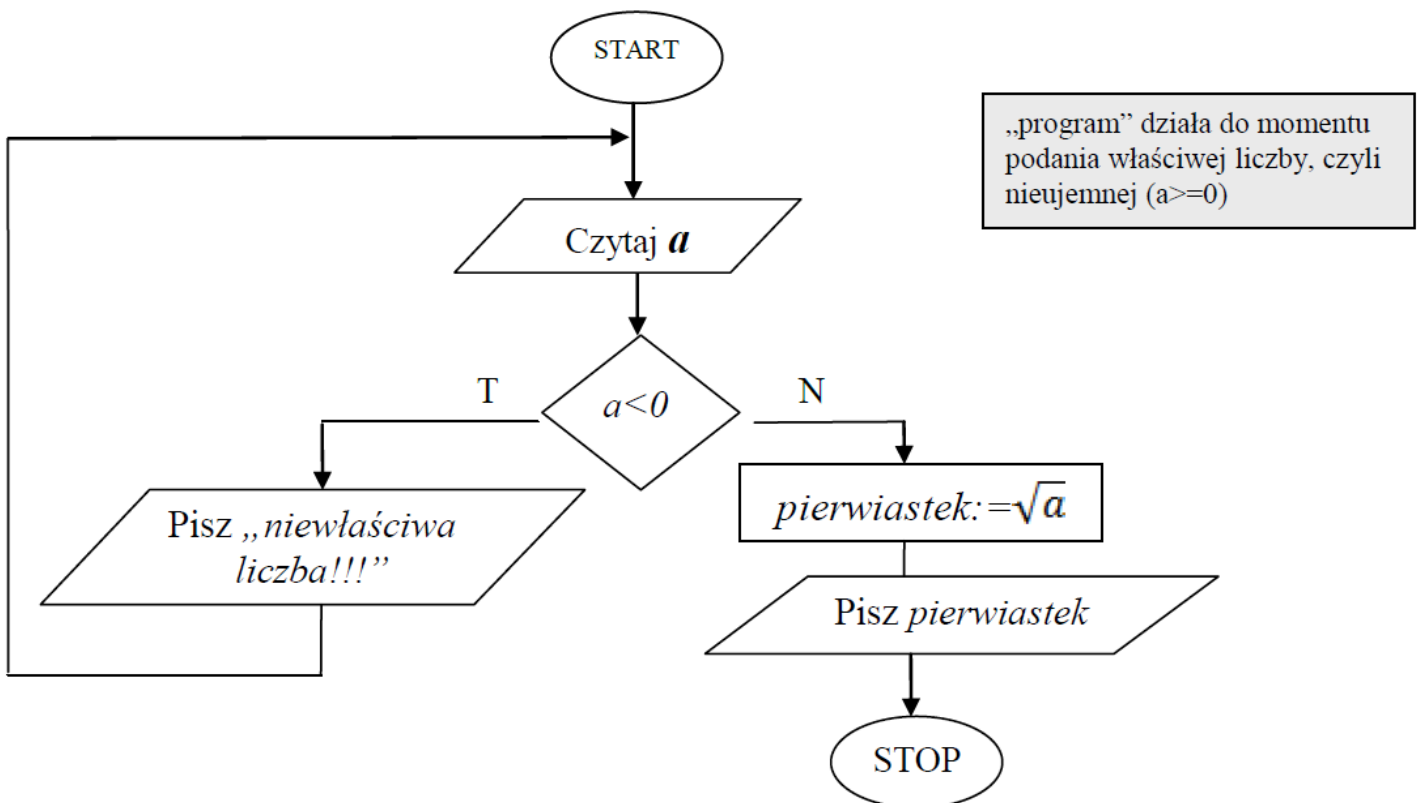 START
„program” działa do momentu
podania właściwej liczby, czyli
nieujemnej (a>=0)
Czytaj a
T
N
a<0
Pisz „niewłaściwa
liczba!!!”
pierwiastek:=√a
Pisz pierwiastek
STOP